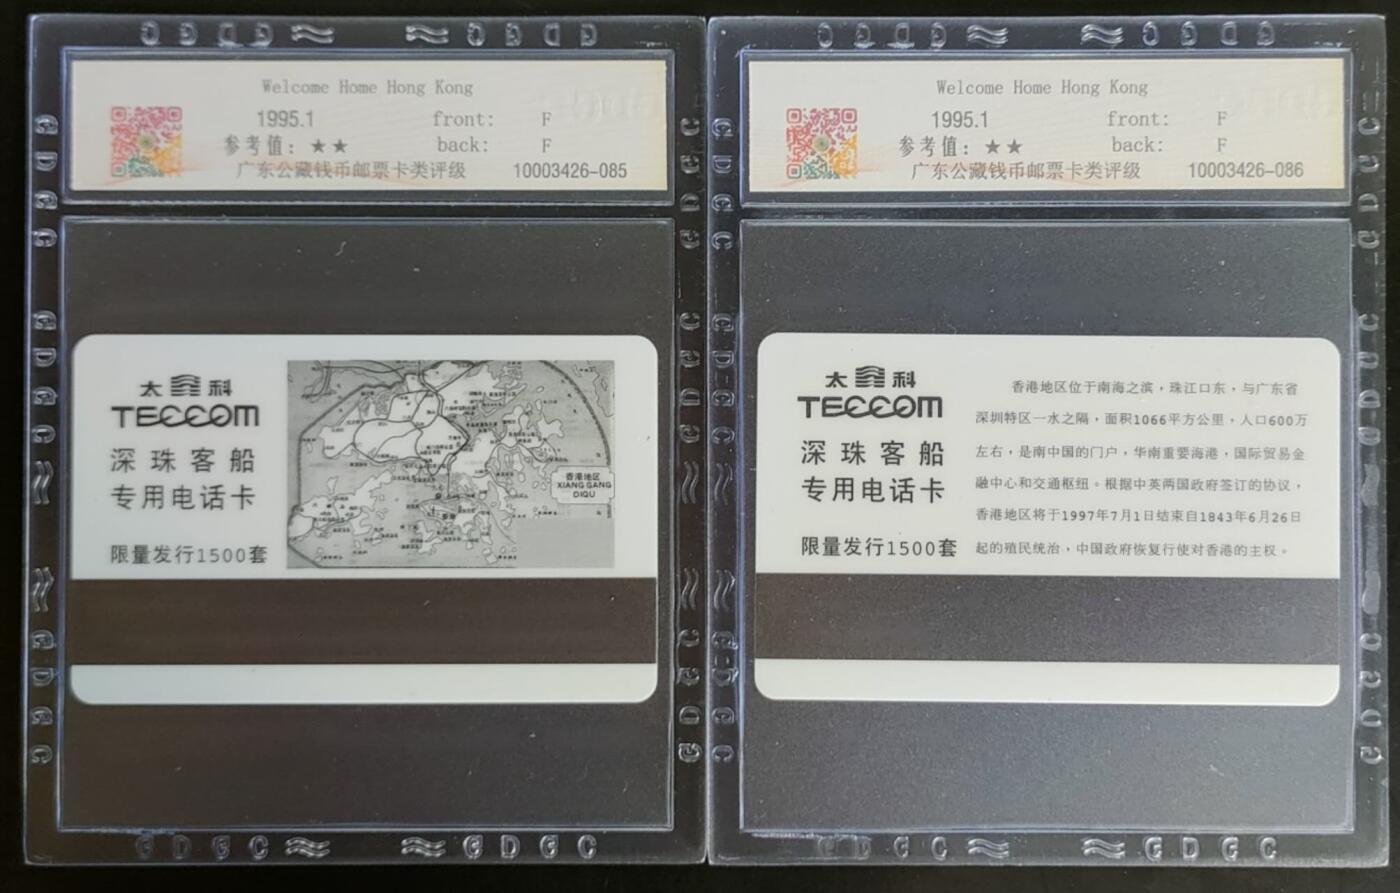 Welcome Home Hong Kong
1995.1 front: F
参考值：★★ back: F
广东公藏钱币邮票卡类评级 10003426-085
太 科
TECCOM
深珠客船
专用电话卡
限量发行1500套
香港地区
XIANG GANG
DIQU
Welcome Home Hong Kong
1995.1 front: F
参考值：★★ back: F
广东公藏钱币邮票卡类评级 10003426-086
太 科
TECCOM
深珠客船
专用电话卡
限量发行1500套
香港地区位于南海之滨，珠江口东，与广东省
深圳特区一水之隔，面积1066平方公里，人口600万
左右，是南中国的门户，华南重要海港，国际贸易金
融中心和交通枢纽。根据中英两国政府签订的协议，
香港地区将于1997年7月1日结束自1843年6月26日
起的殖民统治，中国政府恢复行使对香港的主权。
GDGC
GDGC
GDGC
GDGC